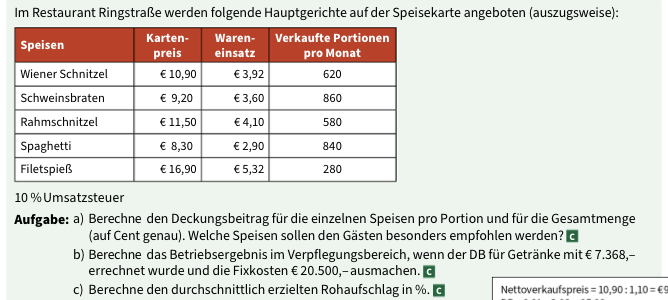 Im Restaurant Ringstraße werden folgende Hauptgerichte auf der Speisekarte angeboten (auszugsweise):
Speisen Karten-preis Waren-einsatz Verkaufte Portionen pro Monat
Wiener Schnitzel € 10,90 € 3,92 620
Schweinsbraten € 9,20 € 3,60 860
Rahmschnitzel € 11,50 € 4,10 580
Spaghetti € 8,30 € 2,90 840
Filetspieß € 16,90 € 5,32 280
10 % Umsatzsteuer
Aufgabe: a) Berechne den Deckungsbeitrag für die einzelnen Speisen pro Portion und für die Gesamtmenge
(auf Cent genau). Welche Speisen sollen den Gästen besonders empfohlen werden? C
b) Berechne das Betriebsergebnis im Verpflegungsbereich, wenn der DB für Getränke mit € 7.368,–
errechnet wurde und die Fixkosten € 20.500,– ausmachen. C
c) Berechne den durchschnittlich erzielten Rohaufschlag in %. C
Nettoverkaufspreis = 10,90 : 1,10 = €